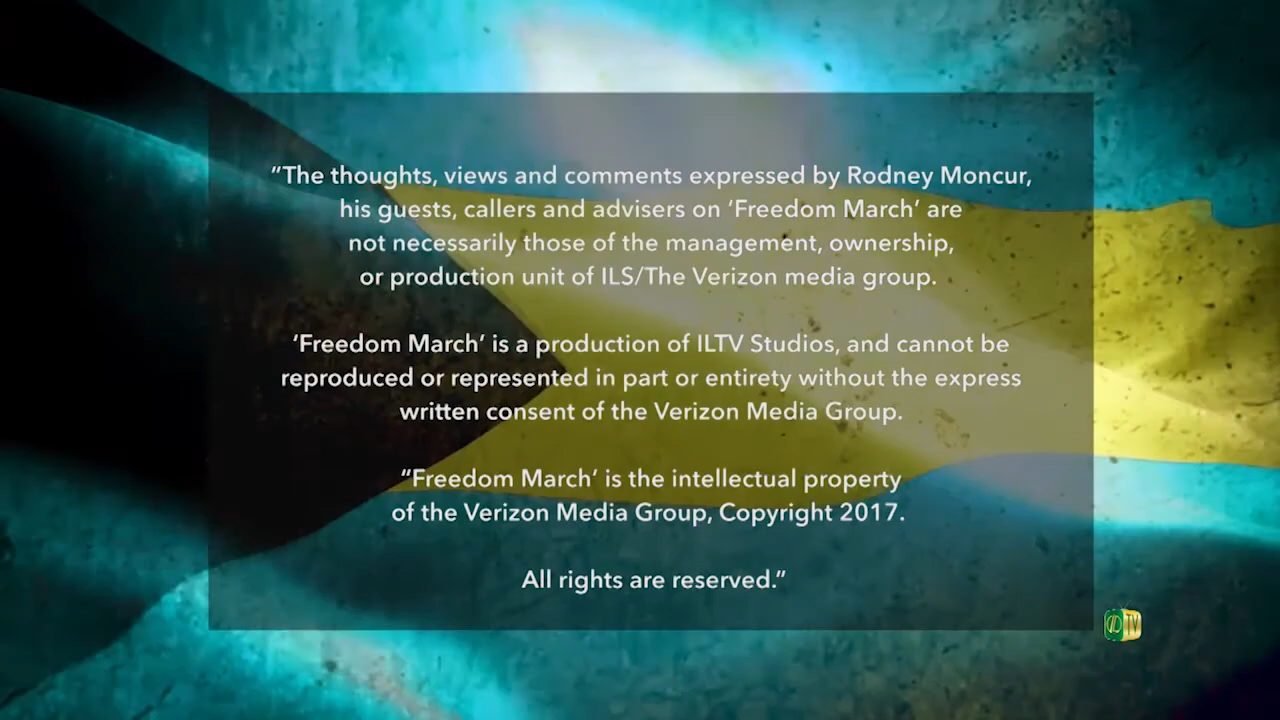 “The thoughts, views and comments expressed by Rodney Moncur,
his guests, callers and advisers on ‘Freedom March’ are
not necessarily those of the management, ownership,
or production unit of ILS/The Verizon media group.
‘Freedom March’ is a production of ILTV Studios, and cannot be
reproduced or represented in part or entirety without the express
written consent of the Verizon Media Group.
“Freedom March’ is the intellectual property
of the Verizon Media Group, Copyright 2017.
All rights are reserved.”
TV